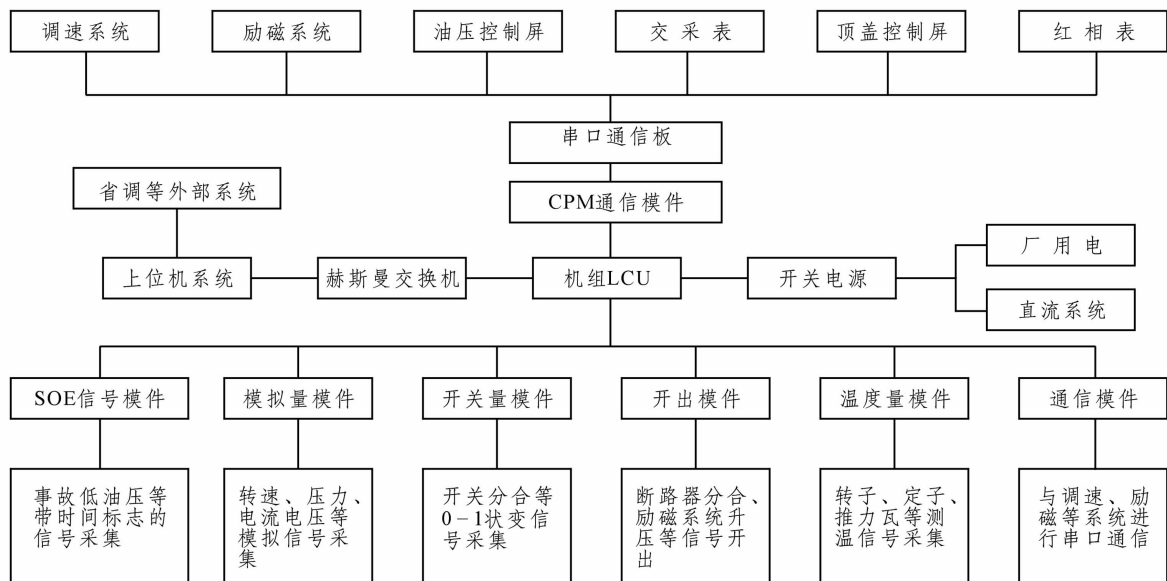 调速系统
励磁系统
油压控制屏
交采表
顶盖控制屏
红相表
串口通信板
省调等外部系统
CPM通信模件
厂用电
上位机系统
赫斯曼交换机
机组LCU
开关电源
直流系统
SOE信号模件
模拟量模件
开关量模件
开出模件
温度量模件
通信模件
事故低油压等
带时间标志的
信号采集
转速、压力、
电流电压等
模拟信号采
集
开关分合等
0-1状变信
号采集
断路器分合、
励磁系统升
压等信号开
出
转子、定子、
推力瓦等测
温信号采集
与调速、励
磁等系统进
行串口通信